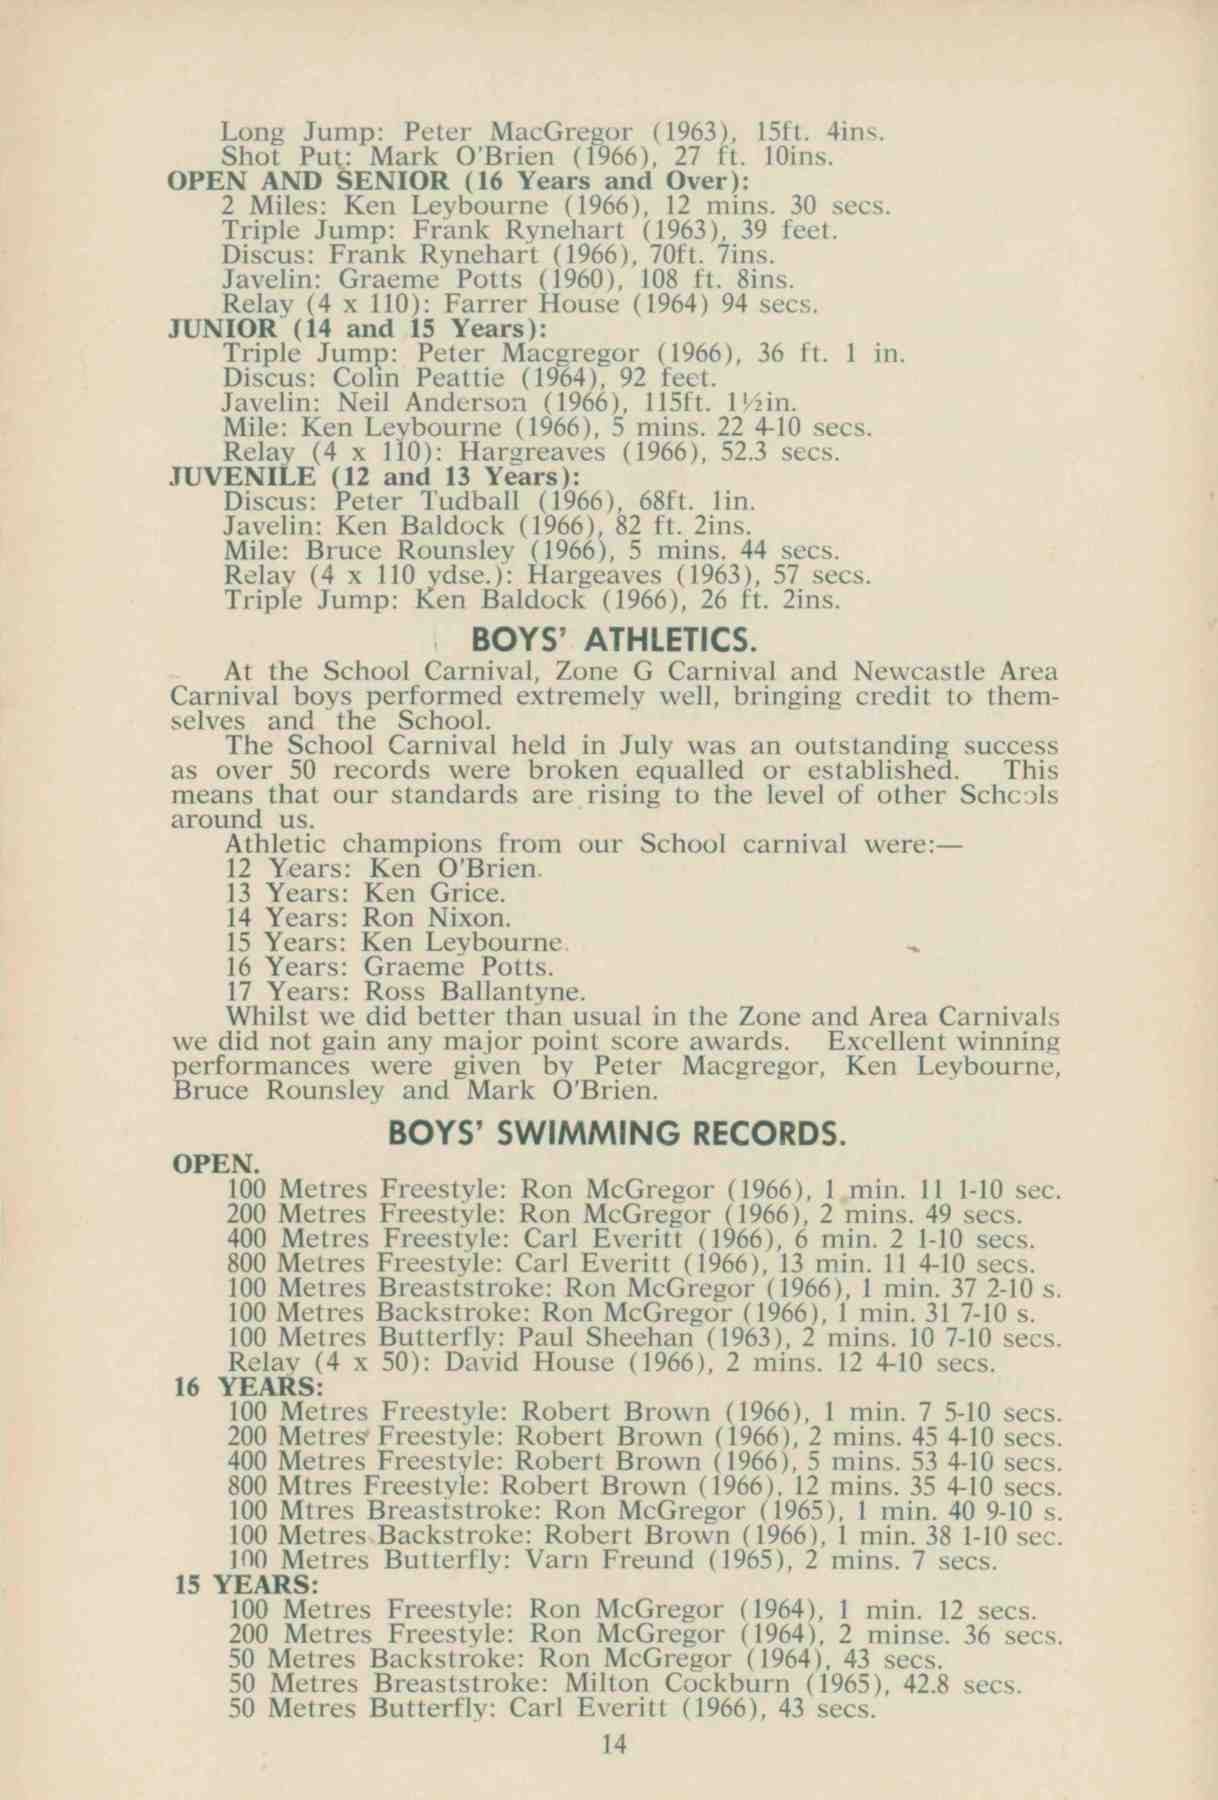 Long Jump: Peter MacGregor (1963), 15ft. 4ins.
Shot Put: Mark O'Brien (1966), 27 ft. 10ins.
OPEN AND SENIOR (16 Years and Over):
2 Miles: Ken Leybourne (1966), 12 mins. 30 secs.
Triple Jump: Frank Rynehart (1963), 39 feet.
Discus: Frank Rynehart (1966), 70ft. 7ins.
Javelin: Graeme Potts (1960), 108 ft. 8ins.
Relay (4 x 110): Farrer House (1964) 94 secs.
JUNIOR (14 and 15 Years):
Triple Jump: Peter Macgregor (1966), 36 ft. 1 in.
Discus: Colin Peattie (1964), 92 feet.
Javelin: Neil Anderson (1966), 115ft. 1½in.
Mile: Ken Leybourne (1966), 5 mins. 22 4-10 secs.
Relay (4 x 110): Hargreaves (1966), 52.3 secs.
JUVENILE (12 and 13 Years):
Discus: Peter Tudball (1966), 68ft. 1in.
Javelin: Ken Baldock (1966), 82 ft. 2ins.
Mile: Bruce Rounsley (1966), 5 mins. 44 secs.
Relay (4 x 110 ydse.): Hargeaves (1963), 57 secs.
Triple Jump: Ken Baldock (1966), 26 ft. 2ins.
BOYS' ATHLETICS.
At the School Carnival, Zone G Carnival and Newcastle Area
Carnival boys performed extremely well, bringing credit to them-
selves and the School.
The School Carnival held in July was an outstanding success
as over 50 records were broken equalled or established. This
means that our standards are rising to the level of other Schools
around us.
Athletic champions from our School carnival were:—
12 Years: Ken O'Brien.
13 Years: Ken Grice.
14 Years: Ron Nixon.
15 Years: Ken Leybourne.
16 Years: Graeme Potts.
17 Years: Ross Ballantyne.
Whilst we did better than usual in the Zone and Area Carnivals
we did not gain any major point score awards. Excellent winning
performances were given by Peter Macgregor, Ken Leybourne,
Bruce Rounsley and Mark O'Brien.
BOYS' SWIMMING RECORDS.
OPEN.
100 Metres Freestyle: Ron McGregor (1966), 1 min. 11 1-10 sec.
200 Metres Freestyle: Ron McGregor (1966), 2 mins. 49 secs.
400 Metres Freestyle: Carl Everitt (1966), 6 min. 2 1-10 secs.
800 Metres Freestyle: Carl Everitt (1966), 13 min. 11 4-10 secs.
100 Metres Breaststroke: Ron McGregor (1966), 1 min. 37 2-10 s.
100 Metres Backstroke: Ron McGregor (1966), 1 min. 31 7-10 s.
100 Metres Butterfly: Paul Sheehan (1963), 2 mins. 10 7-10 secs.
Relay (4 x 50): David House (1966), 2 mins. 12 4-10 secs.
16 YEARS:
100 Metres Freestyle: Robert Brown (1966), 1 min. 7 5-10 secs.
200 Metres Freestyle: Robert Brown (1966), 2 mins. 45 4-10 secs.
400 Metres Freestyle: Robert Brown (1966), 5 mins. 53 4-10 secs.
800 Mtres Freestyle: Robert Brown (1966), 12 mins. 35 4-10 secs.
100 Mtres Breaststroke: Ron McGregor (1965), 1 min. 40 9-10 s.
100 Metres Backstroke: Robert Brown (1966), 1 min. 38 1-10 sec.
100 Metres Butterfly: Varn Freund (1965), 2 mins. 7 secs.
15 YEARS:
100 Metres Freestyle: Ron McGregor (1964), 1 min. 12 secs.
200 Metres Freestyle: Ron McGregor (1964), 2 minse. 36 secs.
50 Metres Backstroke: Ron McGregor (1964), 43 secs.
50 Metres Breaststroke: Milton Cockburn (1965), 42.8 secs.
50 Metres Butterfly: Carl Everitt (1966), 43 secs.
14